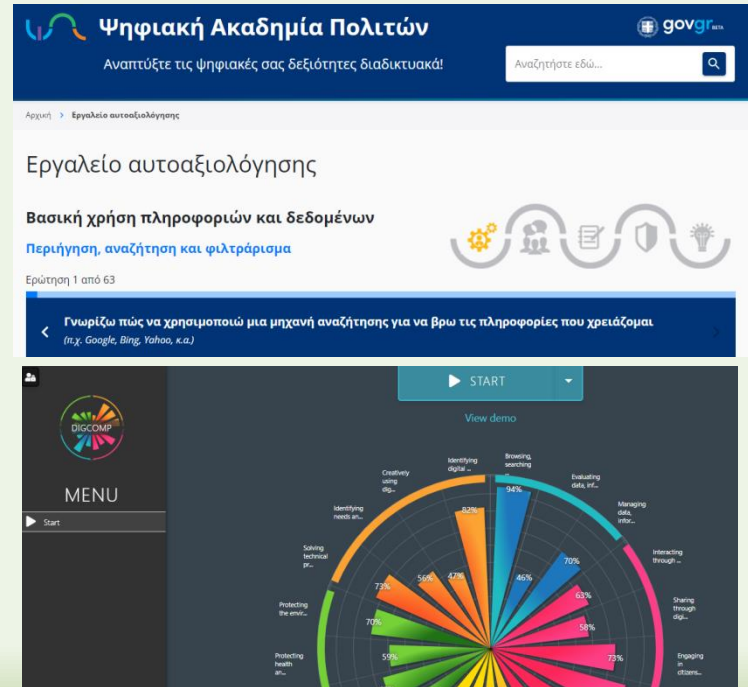 Ψηφιακή Ακαδημία Πολιτών
govgr BETA
Αναπτύξτε τις ψηφιακές σας δεξιότητες διαδικτυακά!
Αναζητήστε εδώ...
Αρχική > Εργαλείο αυτοαξιολόγησης
Εργαλείο αυτοαξιολόγησης
Βασική χρήση πληροφοριών και δεδομένων
Περιήγηση, αναζήτηση και φιλτράρισμα
Ερώτηση 1 από 63
Γνωρίζω πώς να χρησιμοποιώ μια μηχανή αναζήτησης για να βρω τις πληροφορίες που χρειάζομαι
(π.χ. Google, Bing, Yahoo, κ.α.)
START
DIGCOMP
View demo
MENU
Start
Identifying
digital ...
Browsing,
searching
...
Creatively
using
dig...
Evaluating
data, inf...
Identifying
needs an...
Managing
data,
infor...
Solving
technical
pr...
Interacting
through ...
Protecting
the envir...
Sharing
through
digi...
Protecting
health
an...
Engaging
in
citizens...
94%
82%
46%
70%
47%
56%
73%
63%
58%
70%
59%
73%